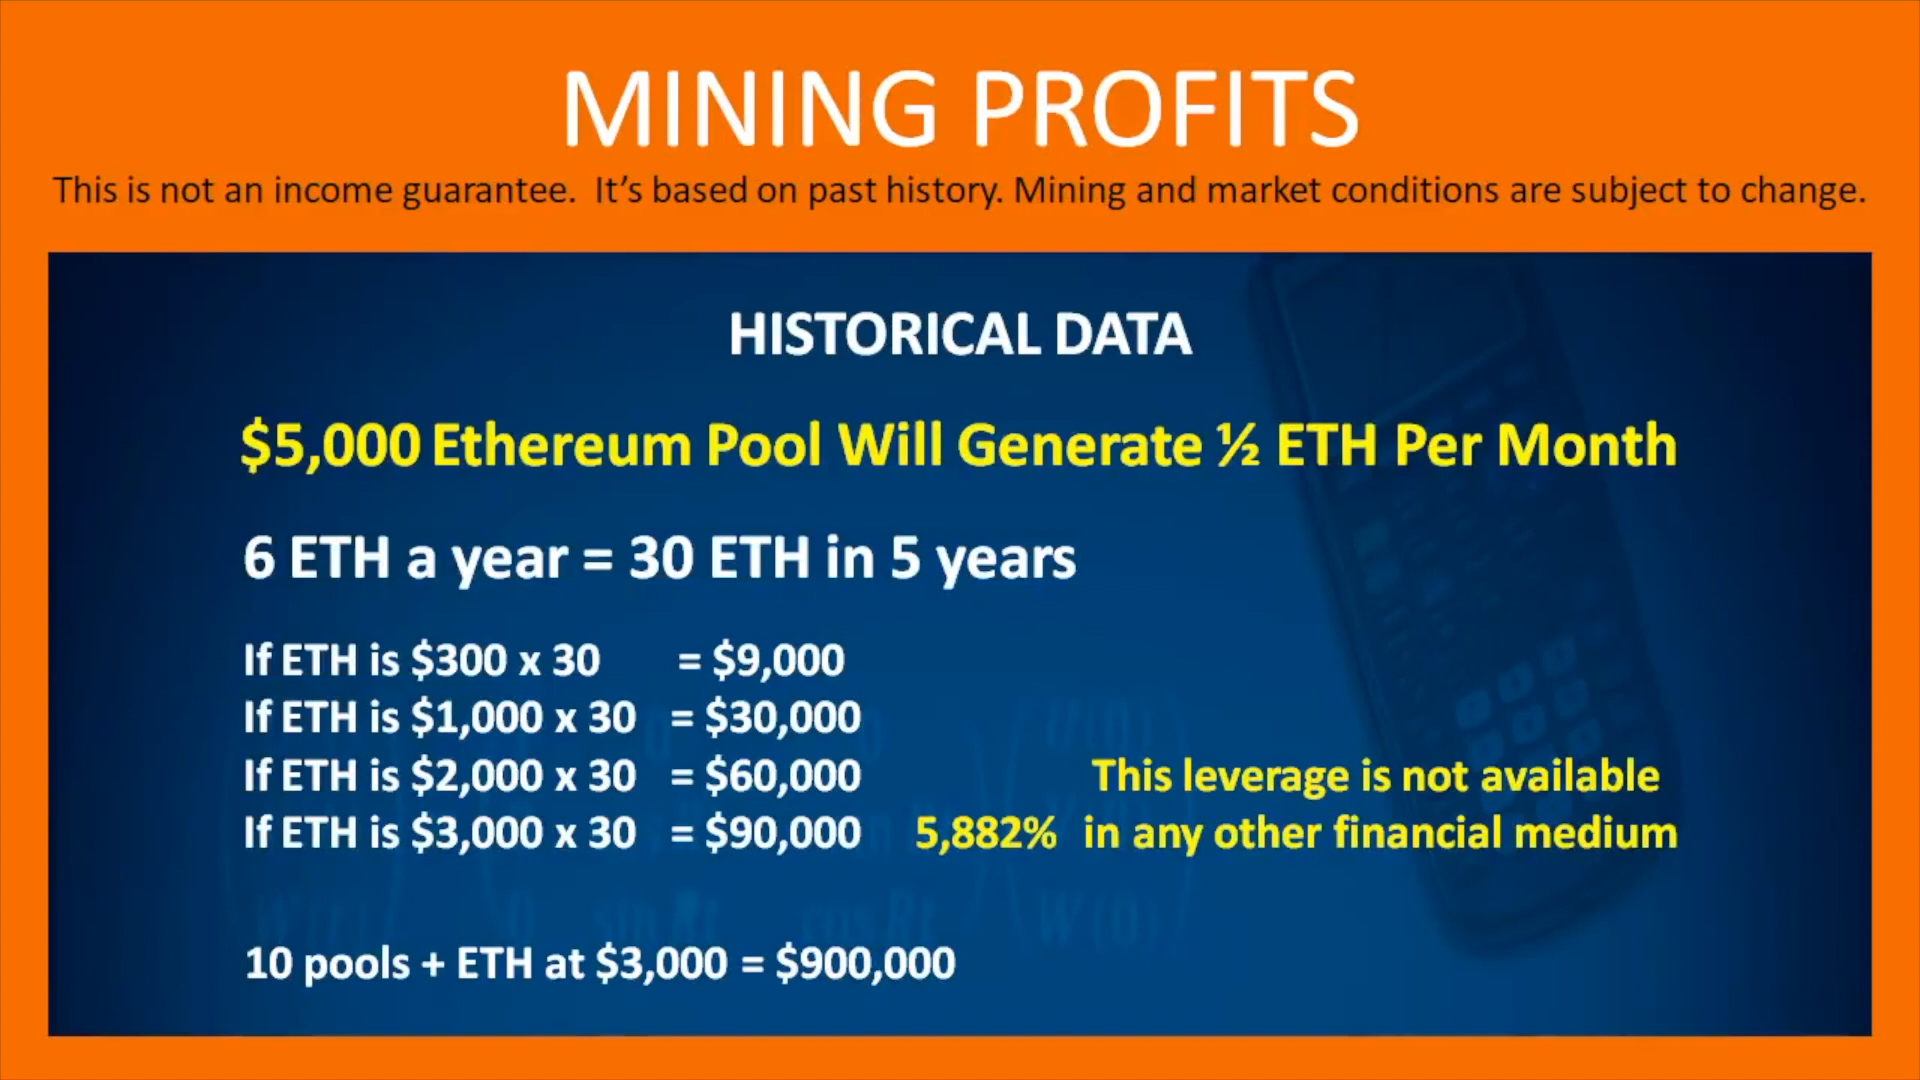 MINING PROFITS
This is not an income guarantee. It's based on past history. Mining and market conditions are subject to change.
HISTORICAL DATA
$5,000 Ethereum Pool Will Generate ½ ETH Per Month
6 ETH a year = 30 ETH in 5 years
If ETH is $300 x 30 = $9,000
If ETH is $1,000 x 30 = $30,000
If ETH is $2,000 x 30 = $60,000 This leverage is not available
If ETH is $3,000 x 30 = $90,000 5,882% in any other financial medium
10 pools + ETH at $3,000 = $900,000